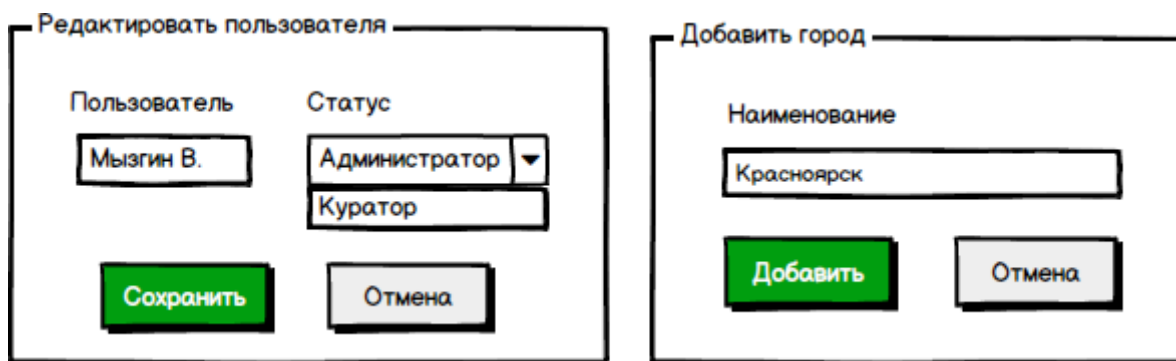 Редактировать пользователя
Пользователь
Статус
Мызгин В.
Администратор
Куратор
Сохранить
Отмена
Добавить город
Наименование
Красноярск
Добавить
Отмена